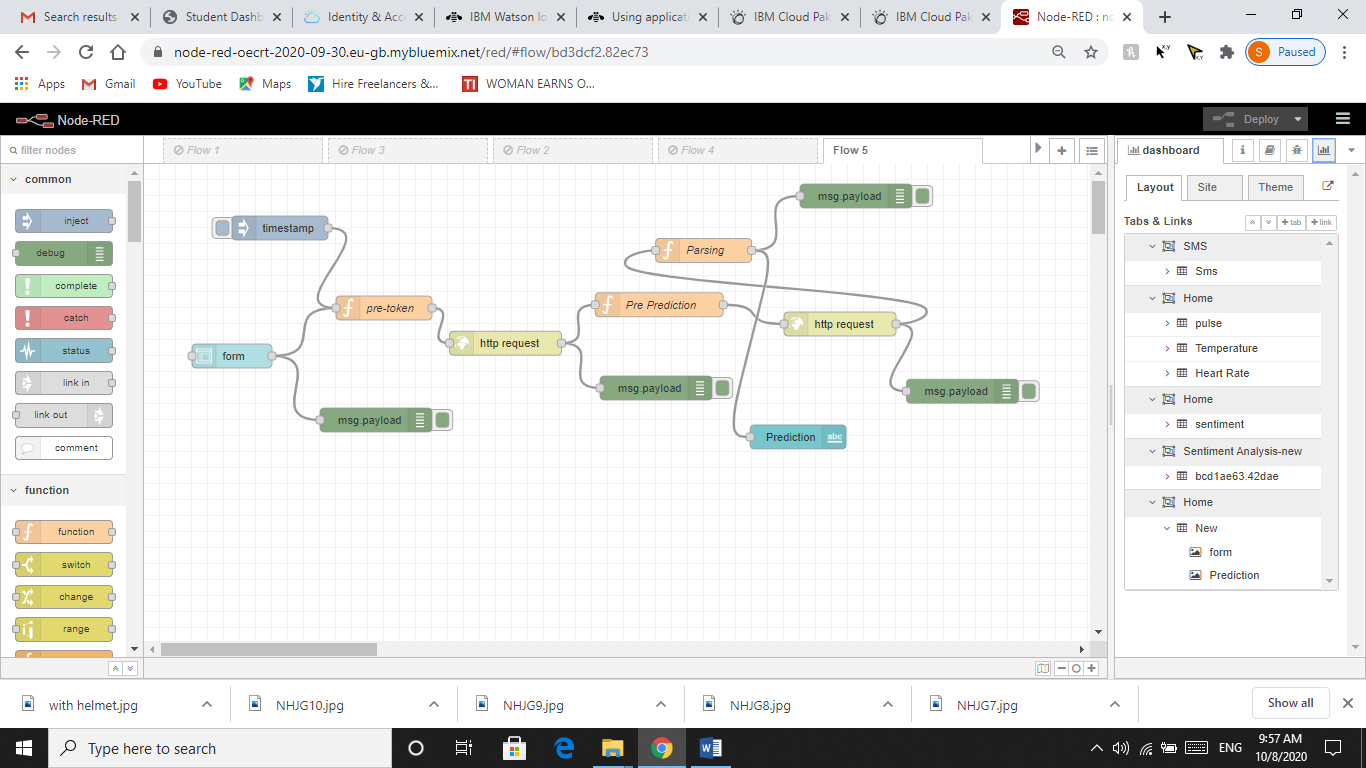 Search results
Student Dashb
Identity & Acc
IBM Watson Io
Using applicati
IBM Cloud Pak
IBM Cloud Pak
Node-RED : no
node-red-oecrt-2020-09-30.eu-gb.mybluemix.net/red/#flow/bd3dcf2.82ec73
S Paused
Apps
Gmail
YouTube
Maps
Hire Freelancers &...
TI WOMAN EARNS O...
Node-RED
Deploy
filter nodes
Flow 1
Flow 3
Flow 2
Flow 4
Flow 5
dashboard
common
inject
debug
complete
catch
status
link in
link out
comment
function
function
switch
change
range
timestamp
form
pre-token
msg.payload
http request
Pre Prediction
msg.payload
Parsing
msg.payload
http request
msg.payload
Prediction abc
Layout
Site
Theme
Tabs & Links
tab
link
SMS
Sms
Home
pulse
Temperature
Heart Rate
Home
sentiment
Sentiment Analysis-new
bcd1ae63.42dae
Home
New
form
Prediction
with helmet.jpg
NHJG10.jpg
NHJG9.jpg
NHJG8.jpg
NHJG7.jpg
Show all
Type here to search
ENG
9:57 AM
10/8/2020